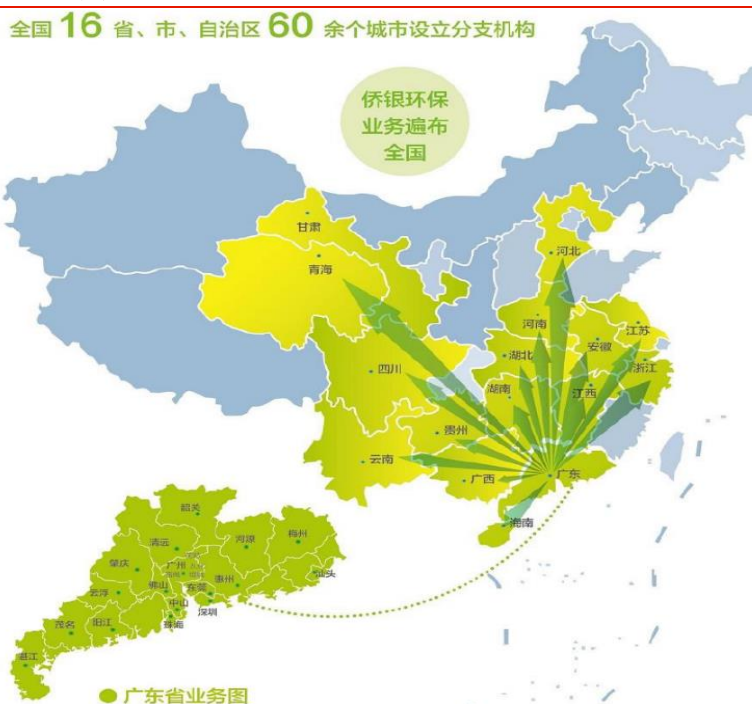 全国 16 省、市、自治区 60 余个城市设立分支机构
侨银环保
业务遍布
全国
甘肃
青海
河北
河南
江苏
安徽
湖北
浙江
四川
湖南
江西
贵州
云南
广西
广东
海南
韶关
清远
河源
梅州
肇庆
广州
惠州
汕头
云浮
佛山
东莞
中山
深圳
珠海
茂名
阳江
湛江
广东省业务图